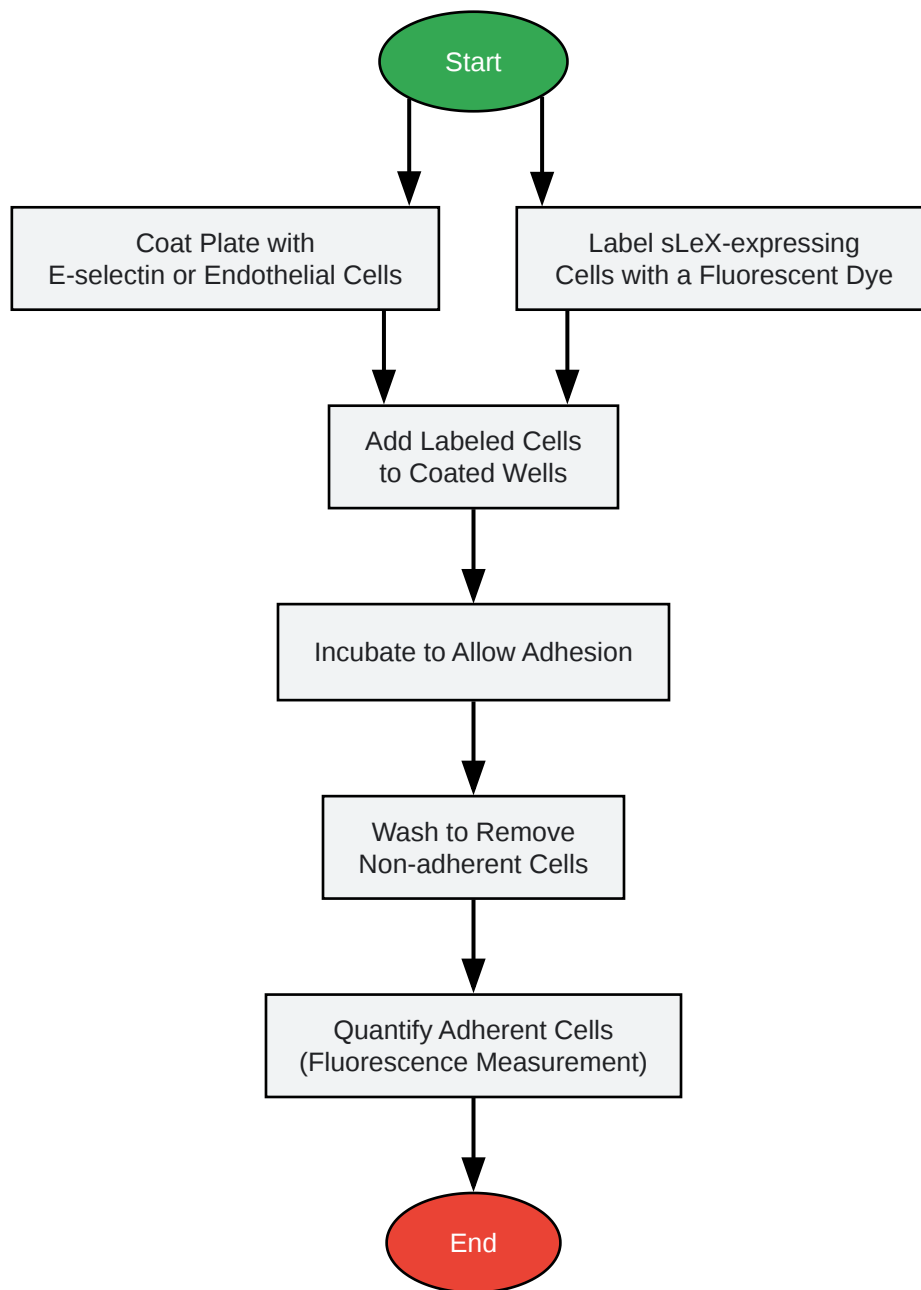 Start
Coat Plate with
E-selectin or Endothelial Cells
Label sLeX-expressing
Cells with a Fluorescent Dye
Add Labeled Cells
to Coated Wells
Incubate to Allow Adhesion
Wash to Remove
Non-adherent Cells
Quantify Adherent Cells
(Fluorescence Measurement)
End